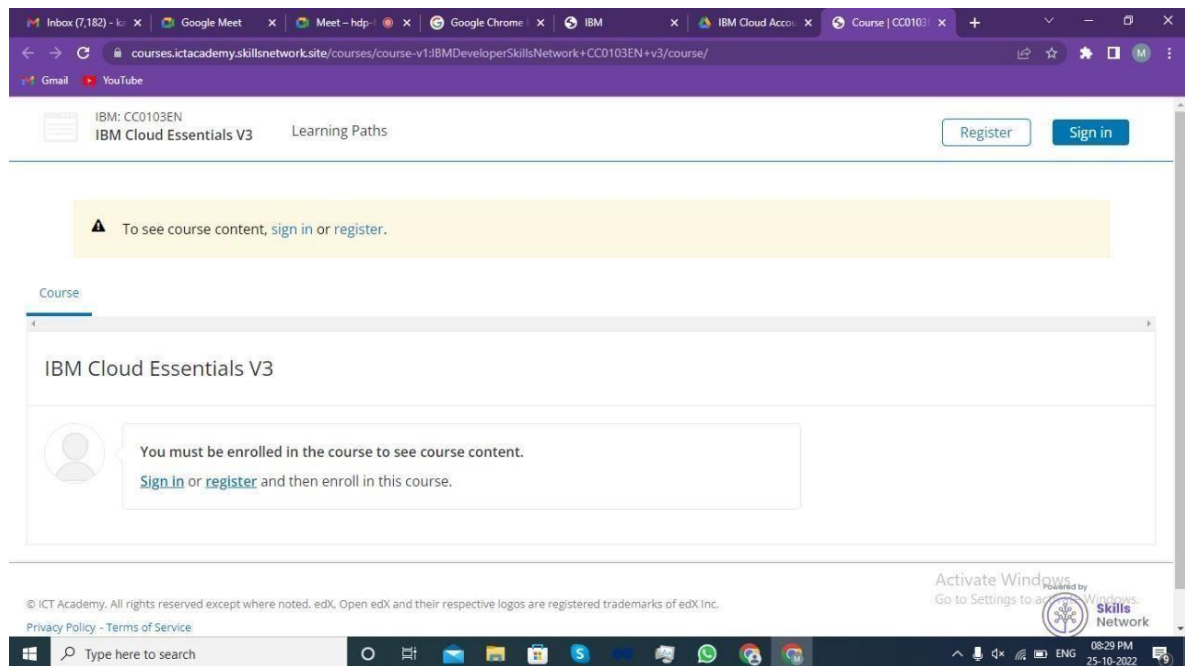 Inbox (7,182) - ka
Google Meet
Meet – hdp-
Google Chrome
IBM
IBM Cloud Accou
Course | CC0103
courses.ictacademy.skillsnetwork.site/courses/course-v1:IBMDeveloperSkillsNetwork+CC0103EN+v3/course/
M
Gmail
YouTube
IBM: CC0103EN
IBM Cloud Essentials V3
Learning Paths
Register
Sign in
To see course content, sign in or register.
Course
IBM Cloud Essentials V3
You must be enrolled in the course to see course content.
Sign in or register and then enroll in this course.
Activate Windows
Go to Settings to activate Windows.
Powered by
Skills
Network
© ICT Academy. All rights reserved except where noted. edX, Open edX and their respective logos are registered trademarks of edX Inc.
Privacy Policy - Terms of Service
Type here to search
ENG
08:29 PM
25-10-2022